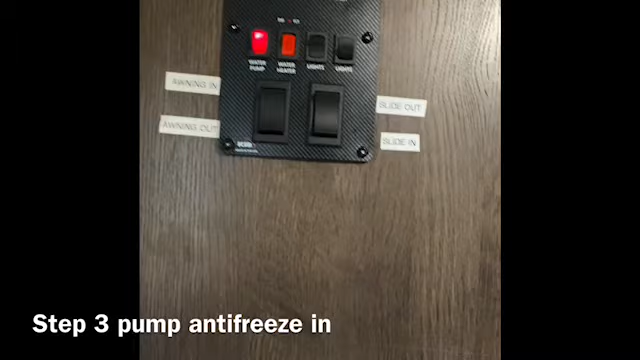 WATER PUMP
WATER HEATER
LIGHTS
LIGHTS
AWNING IN
SLIDE OUT
AWNING OUT
SLIDE IN
Step 3 pump antifreeze in